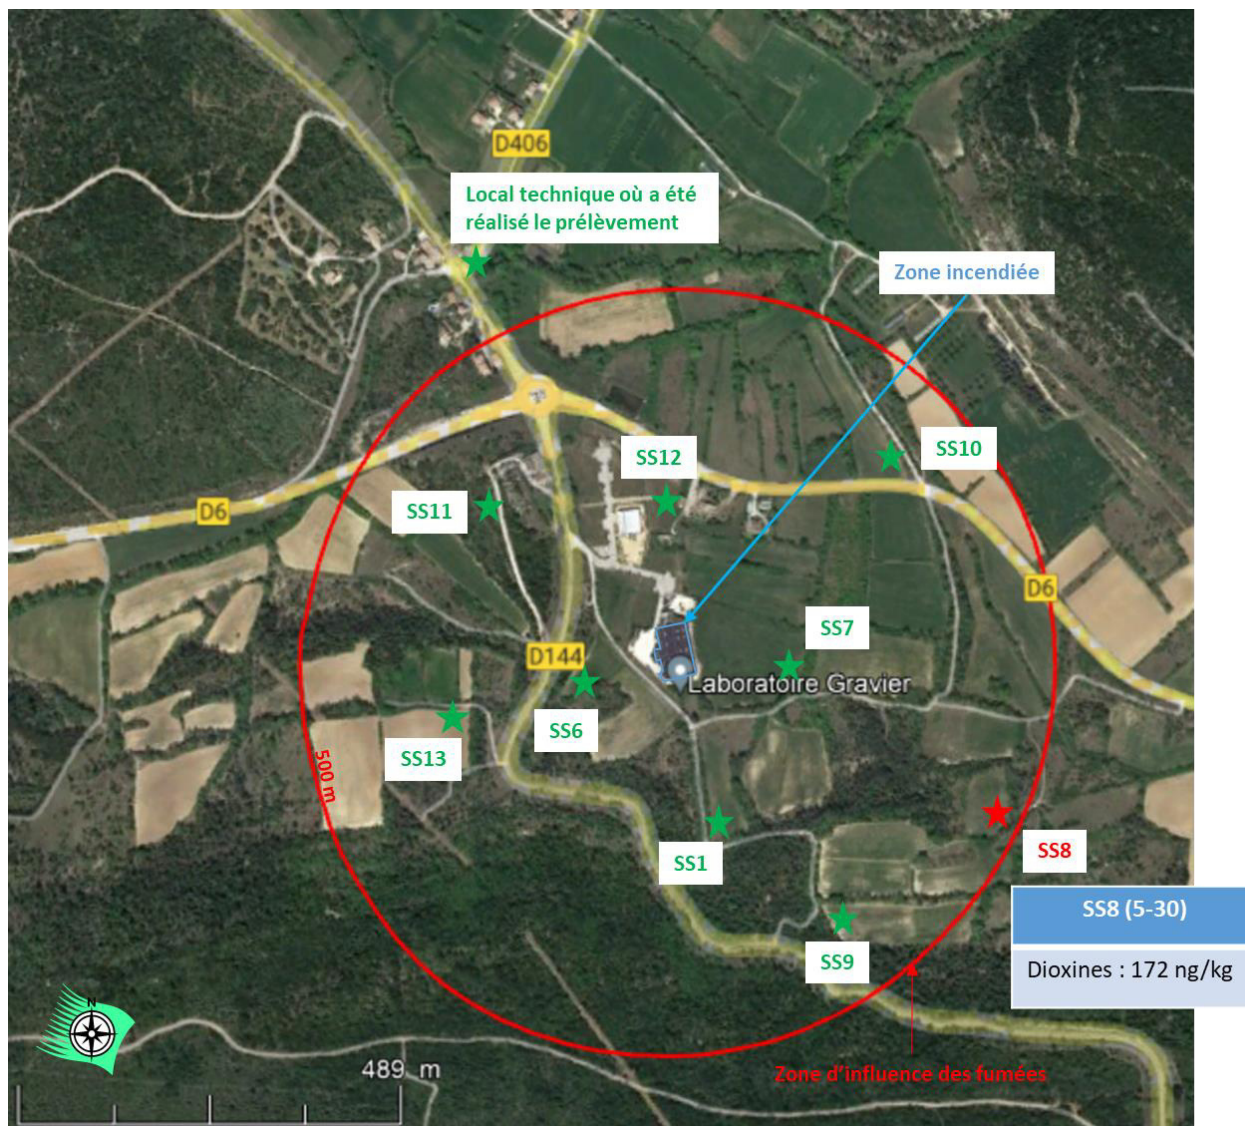 D406
Local technique où a été
réalisé le prélèvement
Zone incendiée
SS12
SS10
D6
SS11
D6
SS7
D144
Laboratoire Gravier
SS6
SS13
500 m
SS1
SS8
SS8 (5-30)
Dioxines : 172 ng/kg
SS9
N
489 m
Zone d'influence des fumées